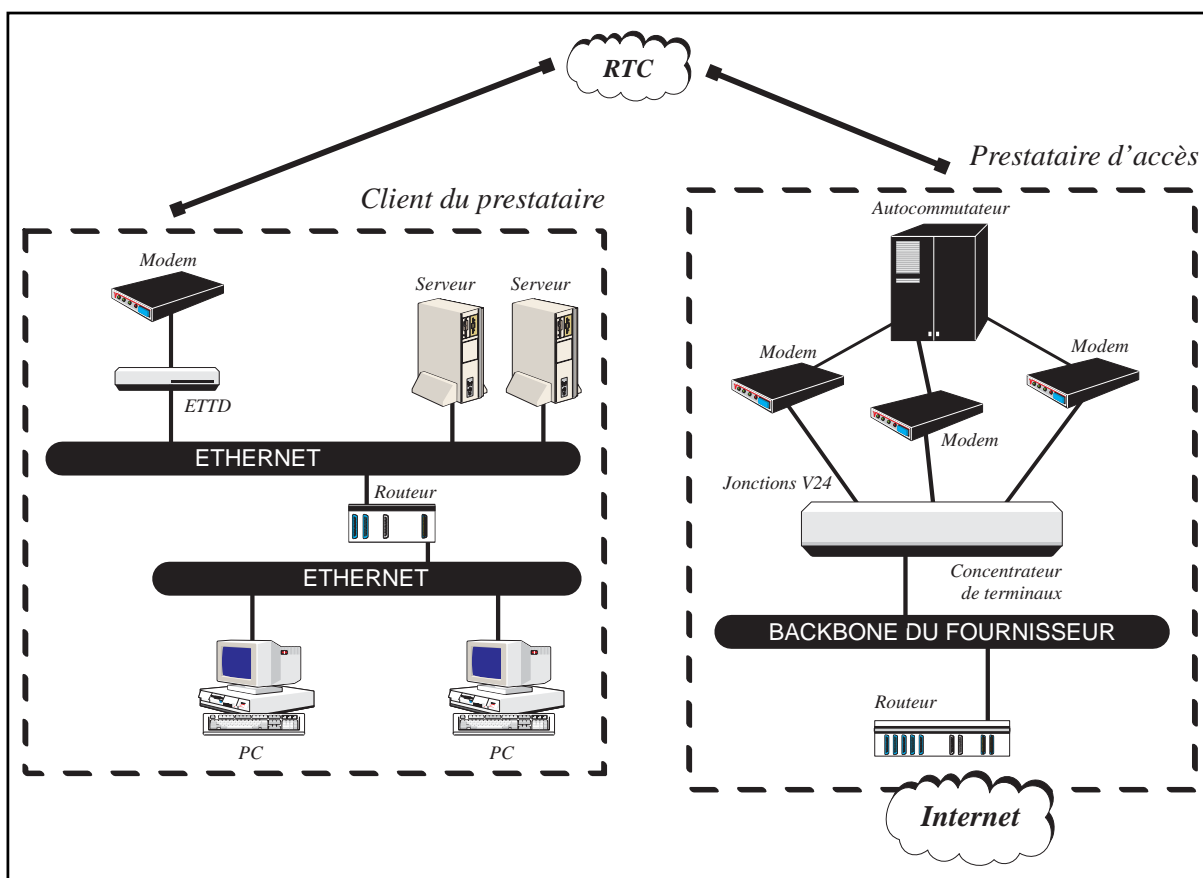 RTC
Prestataire d'accès
Client du prestataire
Autocommutateur
Modem
Serveur
Serveur
ETTD
ETHERNET
Routeur
ETHERNET
PC
PC
Modem
Modem
Modem
Jonctions V24
Concentrateur
de terminaux
BACKBONE DU FOURNISSEUR
Routeur
Internet